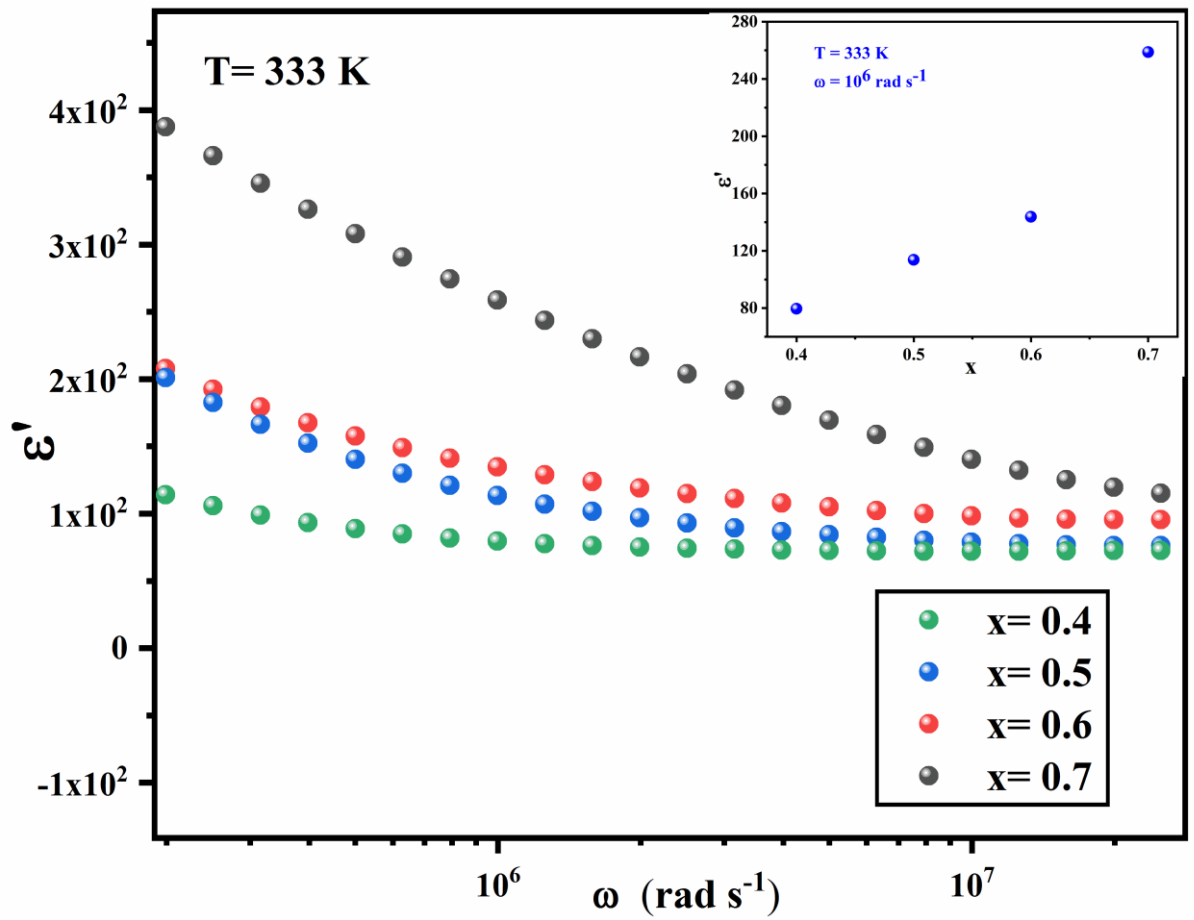 T= 333 K
4x10²
3x10²
2x10²
1x10²
0
-1x10²
ε'
10⁶
10⁷
ω (rad s⁻¹)
x= 0.4
x= 0.5
x= 0.6
x= 0.7
T = 333 K
ω = 10⁶ rad s⁻¹
280
240
200
160
120
80
ε'
0.4
0.5
0.6
0.7
x